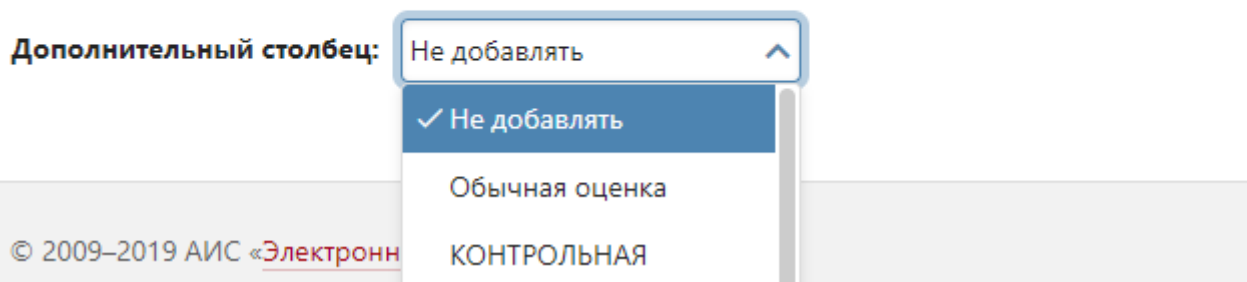 Дополнительный столбец: Не добавлять
Не добавлять
Обычная оценка
© 2009–2019 АИС «Электронн
КОНТРОЛЬНАЯ